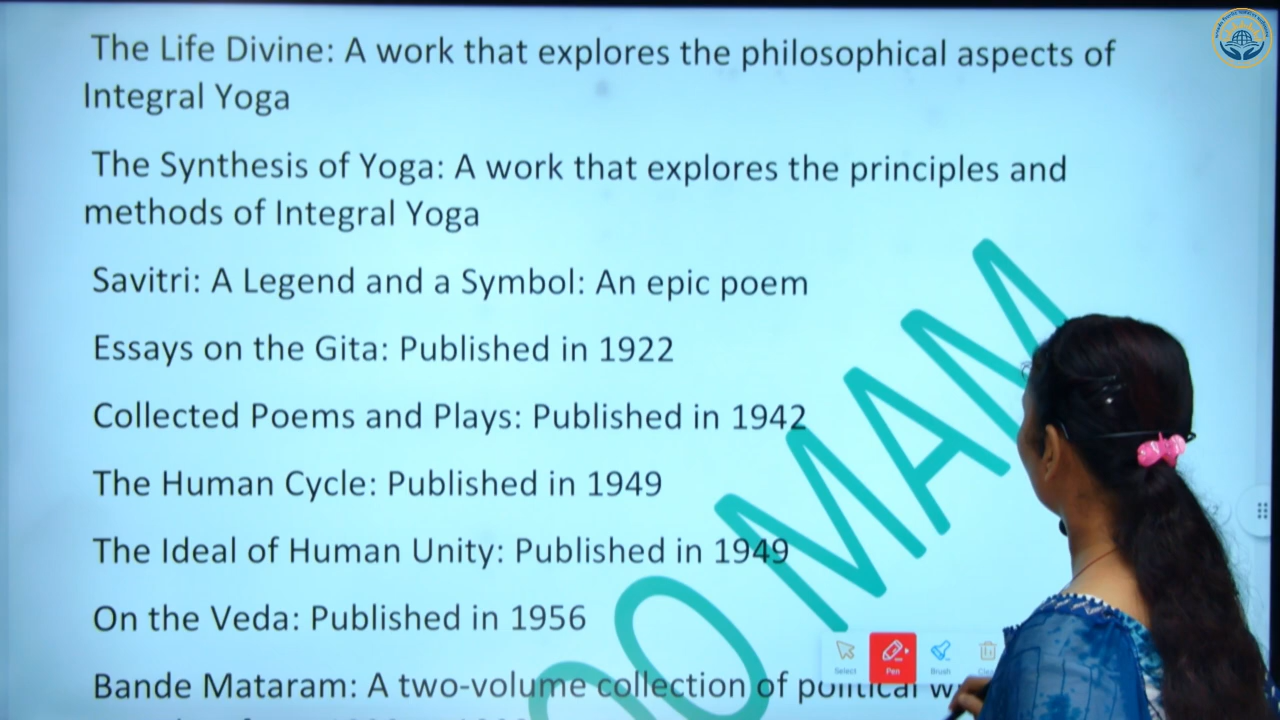 The Life Divine: A work that explores the philosophical aspects of
Integral Yoga
The Synthesis of Yoga: A work that explores the principles and
methods of Integral Yoga
Savitri: A Legend and a Symbol: An epic poem
Essays on the Gita: Published in 1922
Collected Poems and Plays: Published in 1942
The Human Cycle: Published in 1949
The Ideal of Human Unity: Published in 1949
On the Veda: Published in 1956
Bande Mataram: A two-volume collection of political
MAM
Select Pen Brush